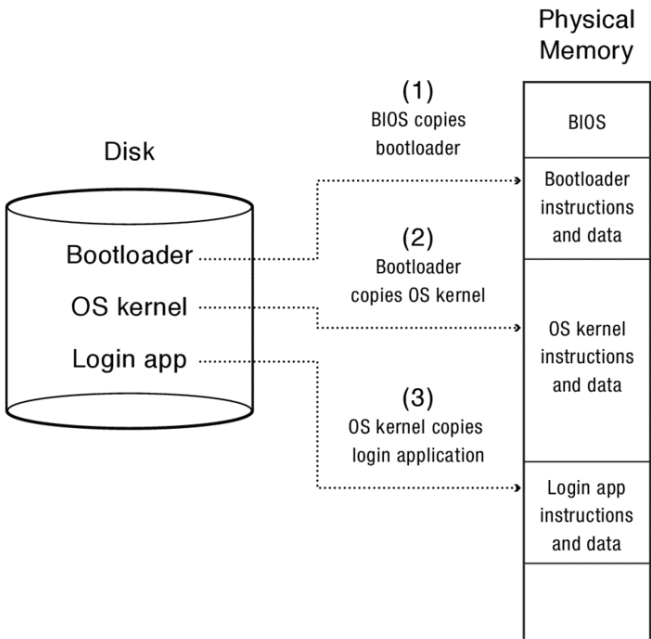 Physical
Memory
(1)
BIOS copies
bootloader
BIOS
Disk
Bootloader
instructions
and data
Bootloader
(2)
Bootloader
copies OS kernel
OS kernel
OS kernel
instructions
and data
Login app
(3)
OS kernel copies
login application
Login app
instructions
and data